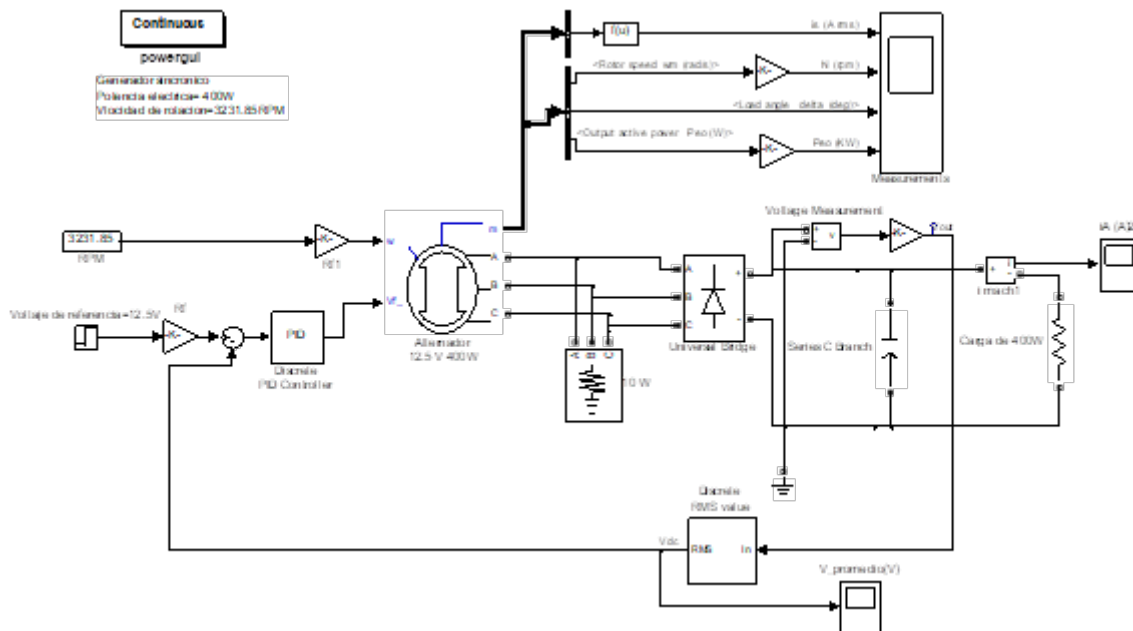 Continuous
powergui
Generador sincronico
Potencia electrica= 400W
Vlocidad de rotacion=3231.85RPM
f(u)
ia (A rms)
<Rotor speed wm (rad/s)>
-K-
N (rpm)
<Load angle delta (deg)>
<Output active power Peo (W)>
-K-
Peo (KW)
Measurements
3231.85
RPM
-K-
Rf1
w
m
A
B
C
Vf_
Alternador
12.5 V 400W
Voltaje de referencia=12.5V
Rf
-K-
PID
Discrete
PID Controller
A
B
C
+
-
Universal Bridge
A
B
C
10 W
Voltage Measurement
+
-
v
-K-
Vout
Series C Branch
+
i
-
i mach1
iA (A)
Carga de 400W
Discrete
RMS value
RMS
In
Vdc
V_promedio(V)